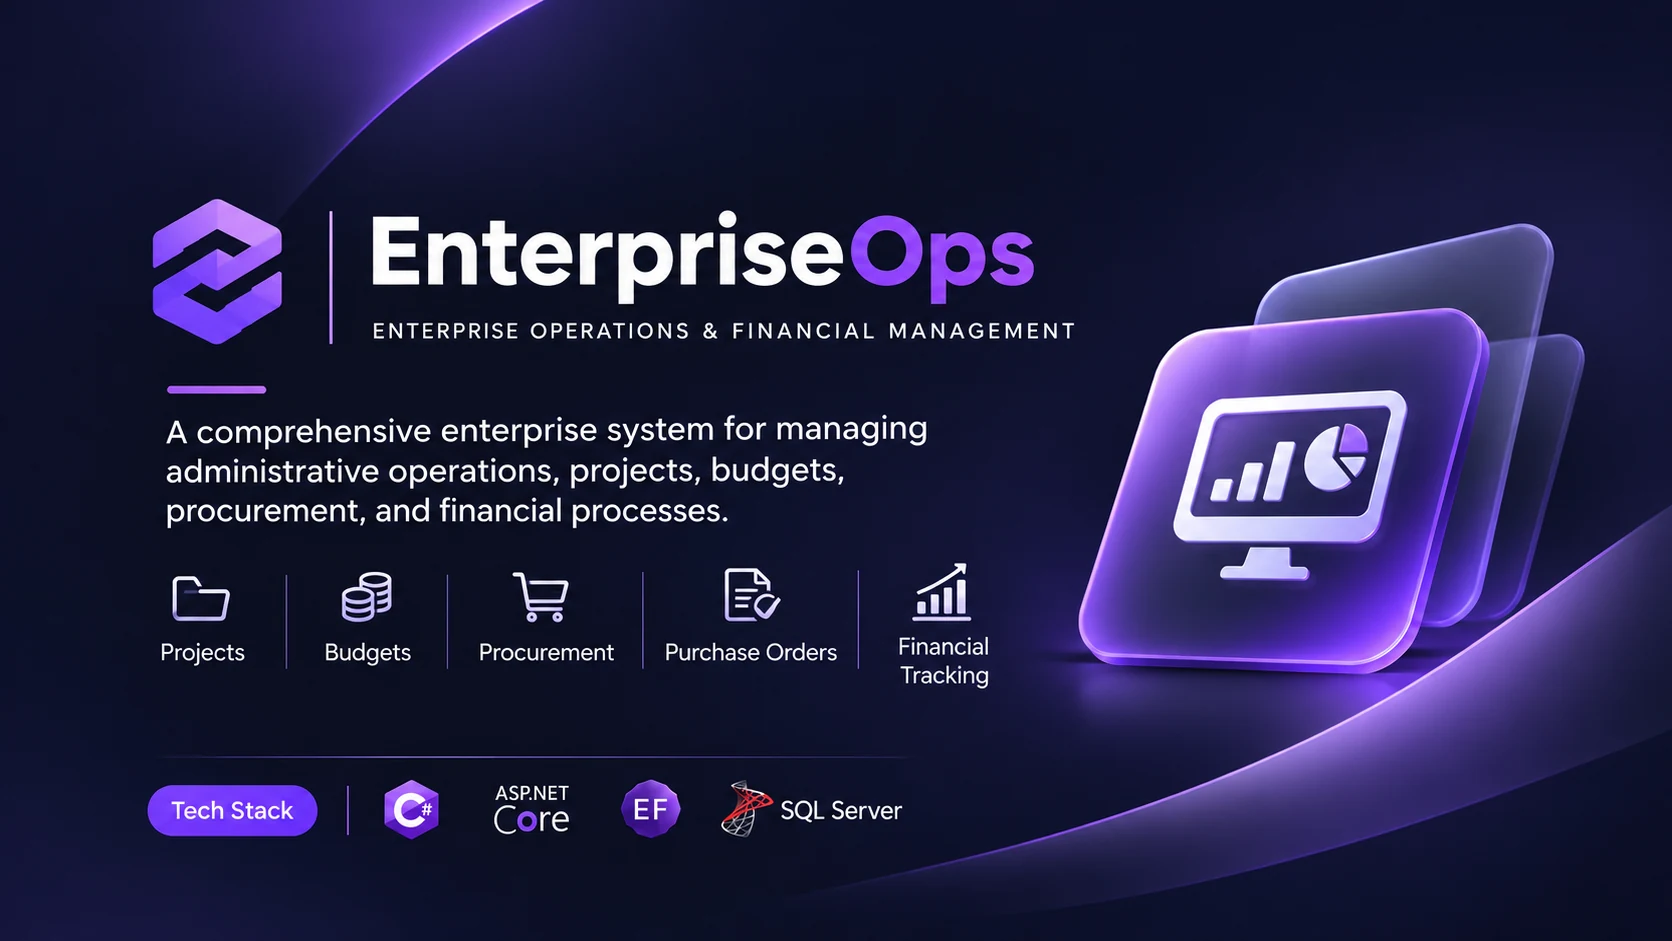 EnterpriseOps
ENTERPRISE OPERATIONS & FINANCIAL MANAGEMENT
A comprehensive enterprise system for managing
administrative operations, projects, budgets,
procurement, and financial processes.
Projects
Budgets
Procurement
Purchase Orders
Financial
Tracking
Tech Stack
C#
ASP.NET
Core
EF
SQL Server